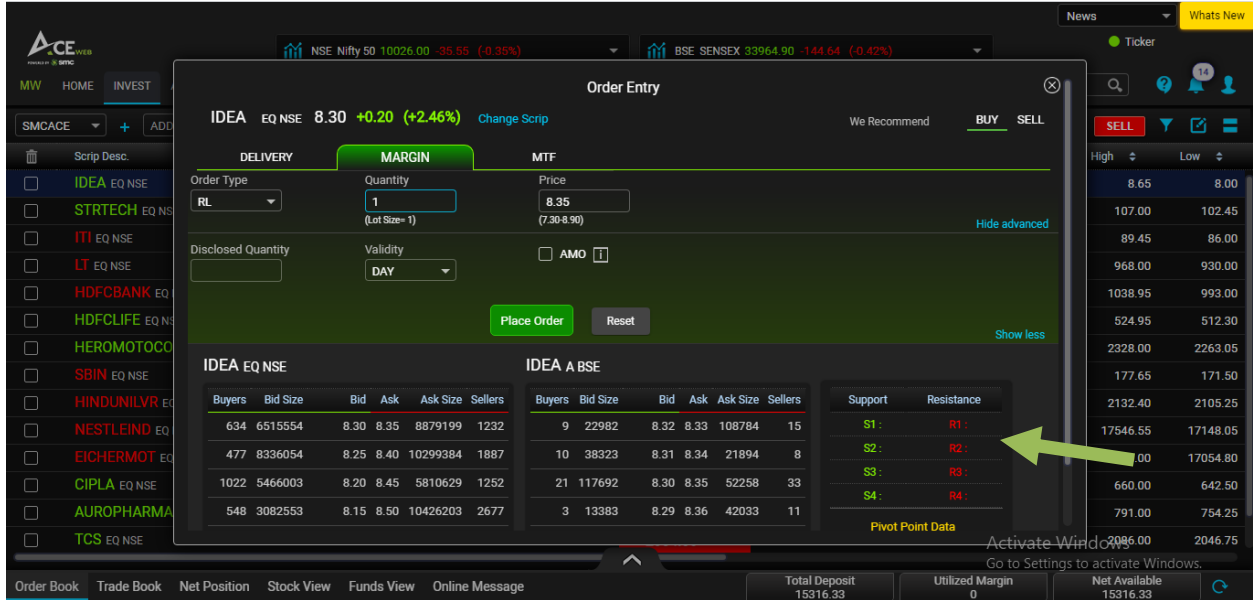 News
Whats New
ACE WEB
POWERED BY smc
NSE Nifty 50 10026.00 -35.55 (-0.35%)
BSE SENSEX 33964.90 -144.64 (-0.42%)
Ticker
MW HOME INVEST
14
SMCACE + ADD
SELL
Scrip Desc.
High Low
IDEA EQ NSE 8.65 8.00
STRTECH EQ NS 107.00 102.45
ITI EQ NSE 89.45 86.00
LT EQ NSE 968.00 930.00
HDFCBANK EQ 1038.95 993.00
HDFCLIFE EQ NS 524.95 512.30
HEROMOTOCO 2328.00 2263.05
SBIN EQ NSE 177.65 171.50
HINDUNILVR EQ 2132.40 2105.25
NESTLEIND EQ 17546.55 17148.05
EICHERMOT EQ .00 17054.80
CIPLA EQ NSE 660.00 642.50
AUROPHARMA 791.00 754.25
TCS EQ NSE 2086.00 2046.75
Order Entry
IDEA EQ NSE 8.30 +0.20 (+2.46%) Change Scrip
We Recommend BUY SELL
DELIVERY MARGIN MTF
Order Type Quantity Price
RL 1 8.35
(Lot Size= 1) (7.30-8.90)
Hide advanced
Disclosed Quantity Validity
DAY AMO i
Place Order Reset
Show less
IDEA EQ NSE
Buyers Bid Size Bid Ask Ask Size Sellers
634 6515554 8.30 8.35 8879199 1232
477 8336054 8.25 8.40 10299384 1887
1022 5466003 8.20 8.45 5810629 1252
548 3082553 8.15 8.50 10426203 2677
IDEA A BSE
Buyers Bid Size Bid Ask Ask Size Sellers
9 22982 8.32 8.33 108784 15
10 38323 8.31 8.34 21894 8
21 117692 8.30 8.35 52258 33
3 13383 8.29 8.36 42033 11
Support Resistance
S1 : R1 :
S2 : R2 :
S3 : R3 :
S4 : R4 :
Pivot Point Data
Activate Windows
Go to Settings to activate Windows.
Order Book Trade Book Net Position Stock View Funds View Online Message
Total Deposit
15316.33
Utilized Margin
0
Net Available
15316.33